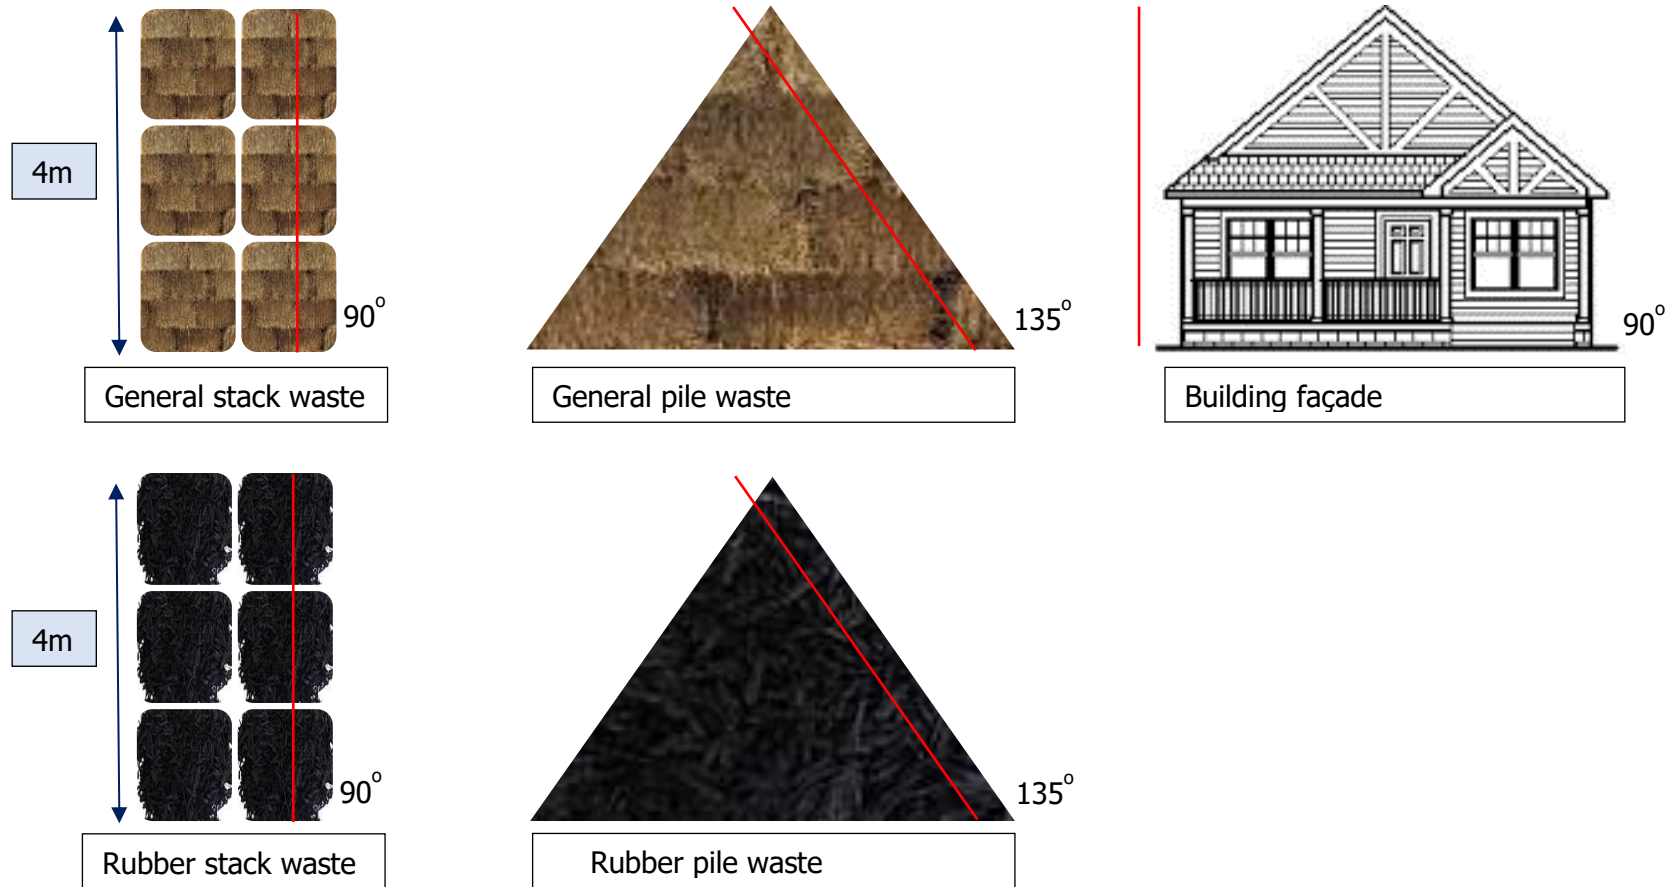 4m
90°
135°
90°
General stack waste
General pile waste
Building façade
4m
90°
135°
Rubber stack waste
Rubber pile waste